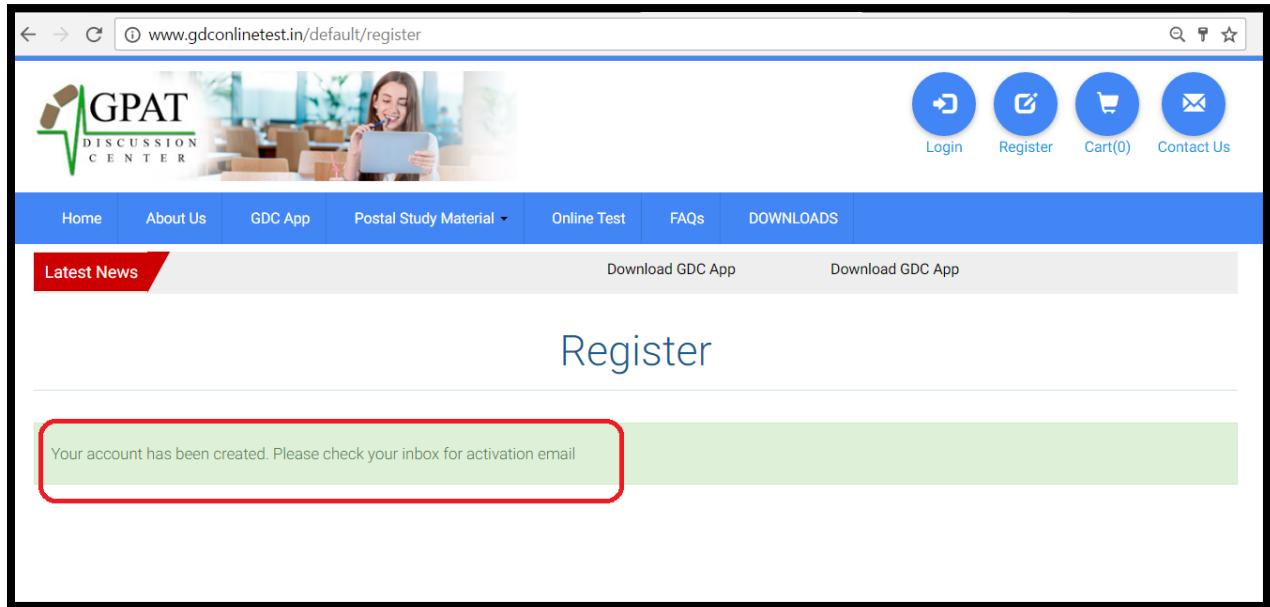 www.gdconlinetest.in/default/register
GPAT
DISCUSSION
CENTER
Login Register Cart(0) Contact Us
Home About Us GDC App Postal Study Material Online Test FAQs DOWNLOADS
Latest News Download GDC App Download GDC App
Register
Your account has been created. Please check your inbox for activation email